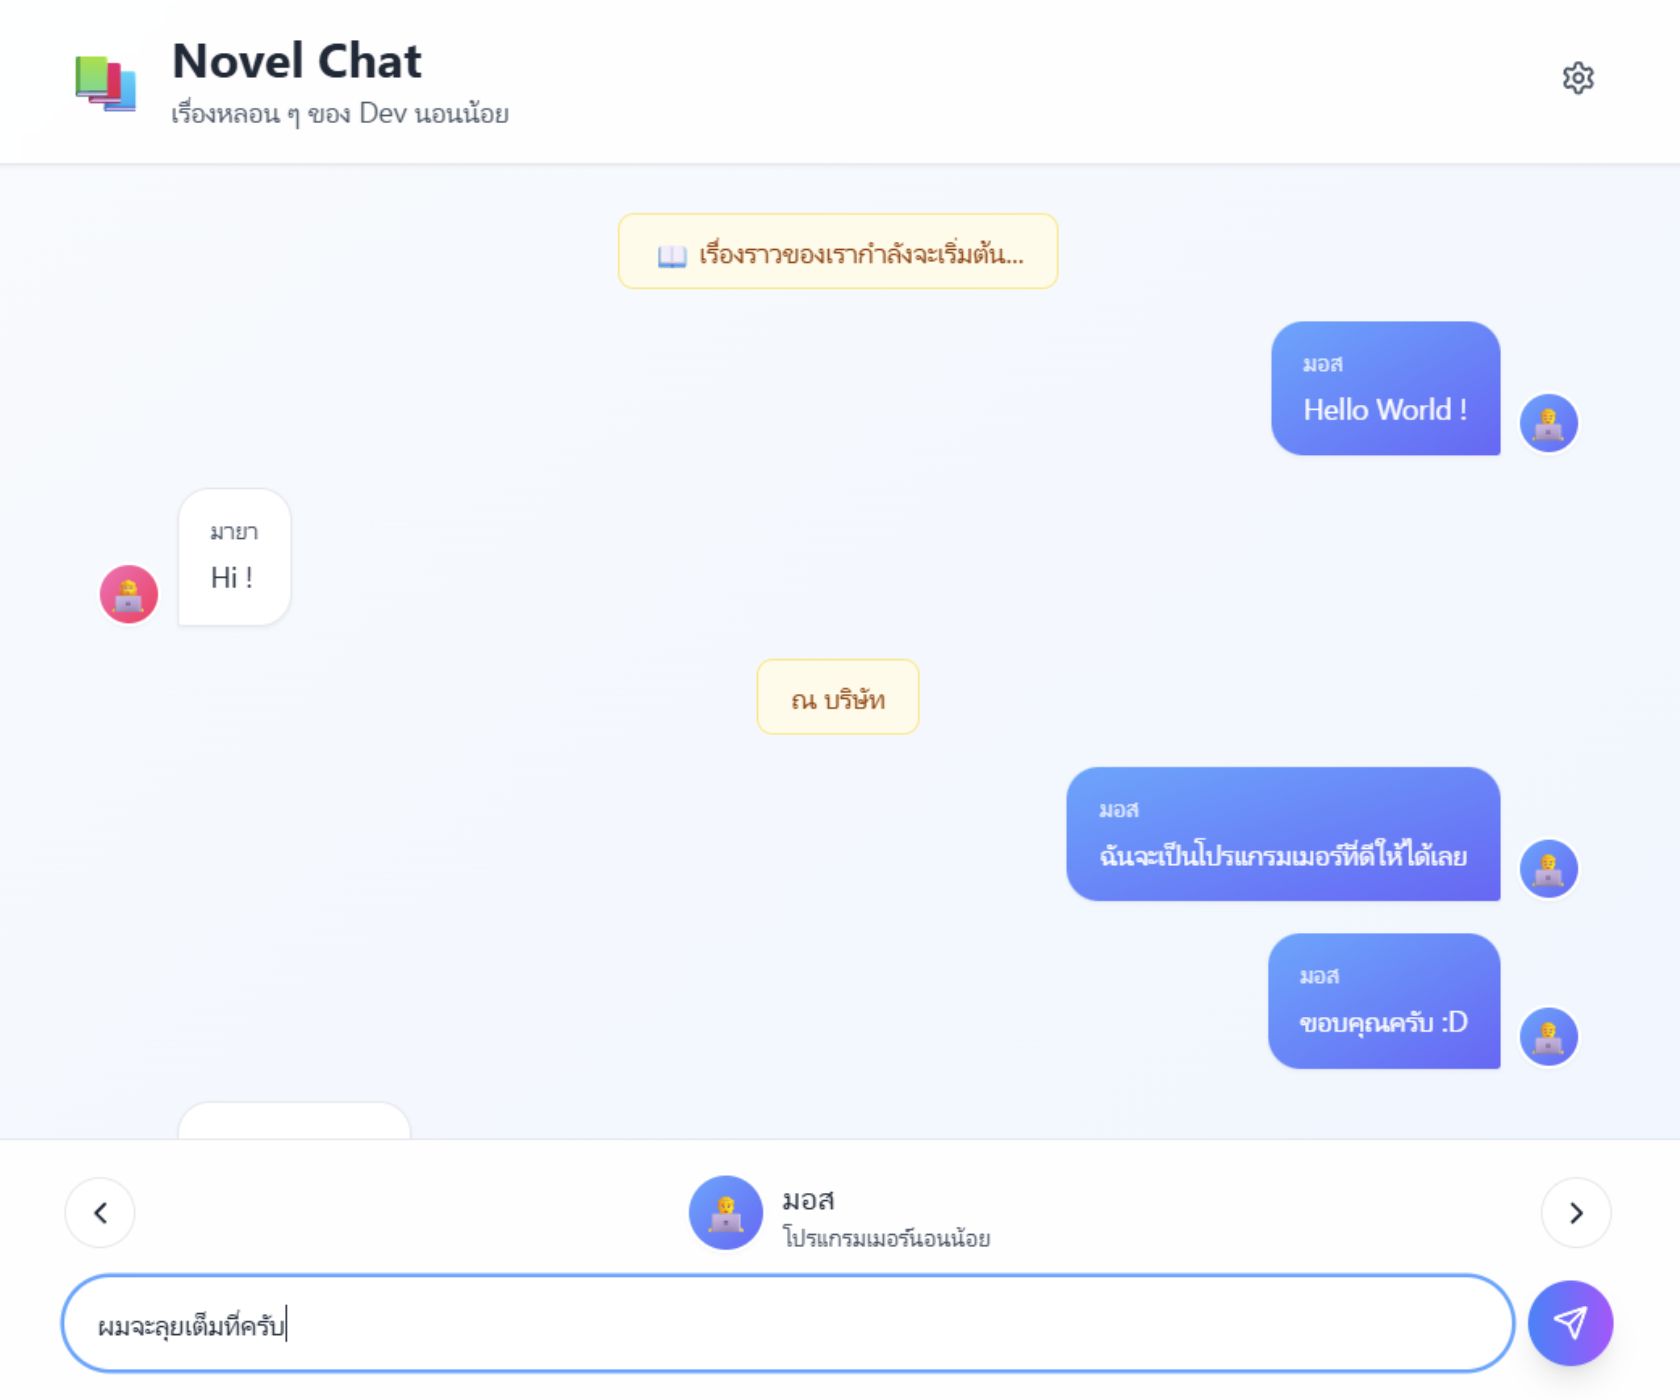 Novel Chat
เรื่องหลอน ๆ ของ Dev นอนน้อย
เรื่องราวของเรากำลังจะเริ่มต้น...
มอส
Hello World !
มายา
Hi !
ณ บริษัท
มอส
ฉันจะเป็นโปรแกรมเมอร์ที่ดีให้ได้เลย
มอส
ขอบคุณครับ :D
มอส
โปรแกรมเมอร์นอนน้อย
ผมจะลุยเต็มที่ครับ